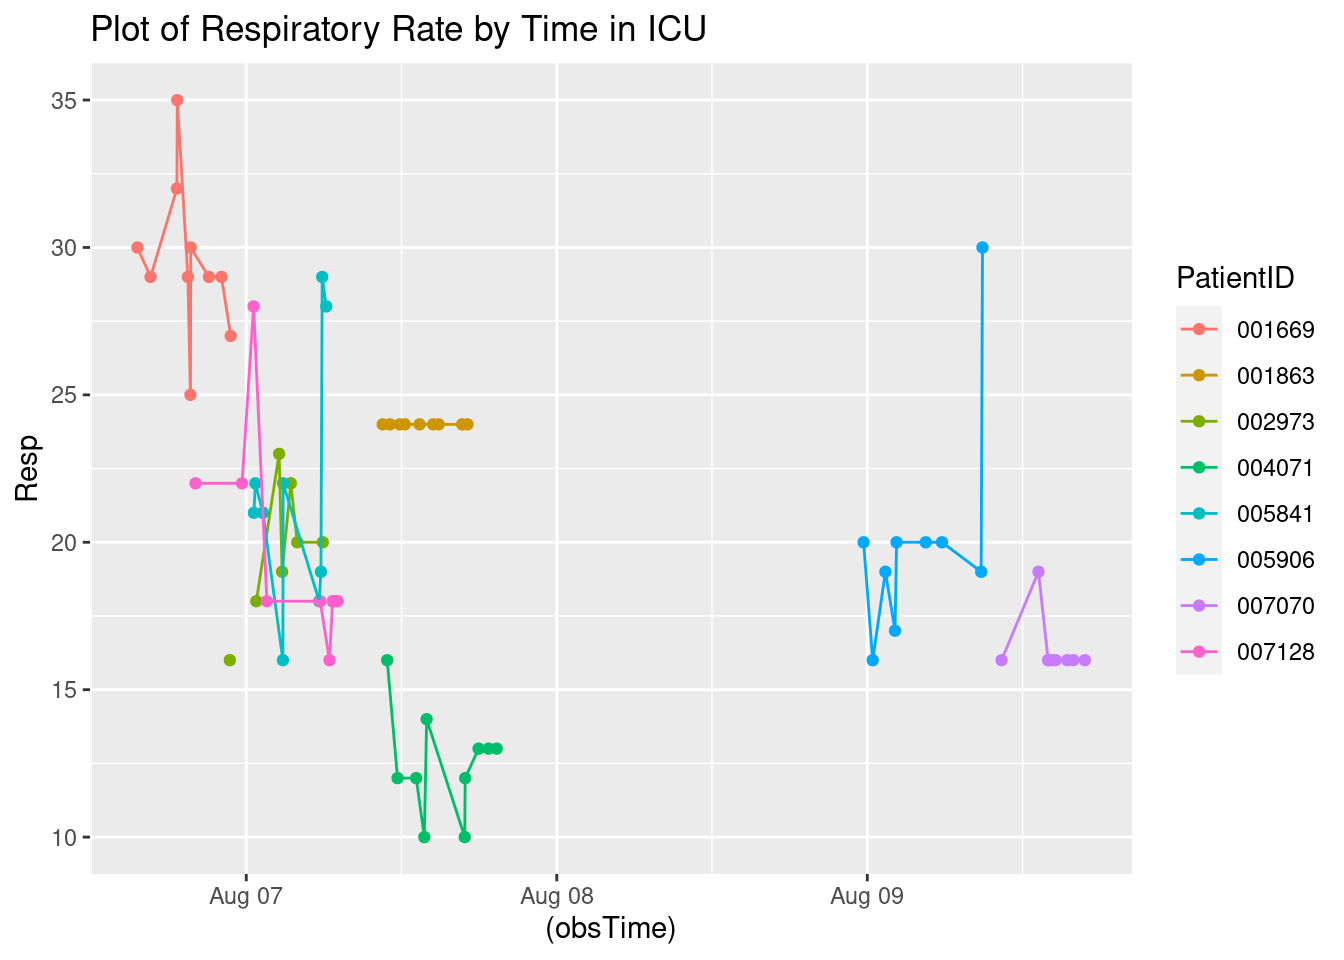 Plot of Respiratory Rate by Time in ICU
35
30
25
20
15
10
Resp
Aug 07
Aug 08
Aug 09
(obsTime)
PatientID
001669
001863
002973
004071
005841
005906
007070
007128